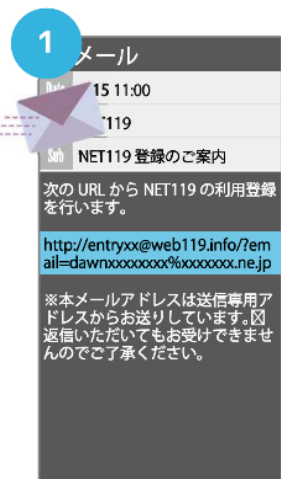 1
メール
Date 15 11:00
119
Sub NET119 登録のご案内
次の URL から NET119 の利用登録
を行います。
http://entryxx@web119.info/?em
ail=dawnxxxxxxxx%xxxxxxx.ne.jp
※本メールアドレスは送信専用ア
ドレスからお送りしています。☒
返信いただいてもお受けできませ
んのでご了承ください。